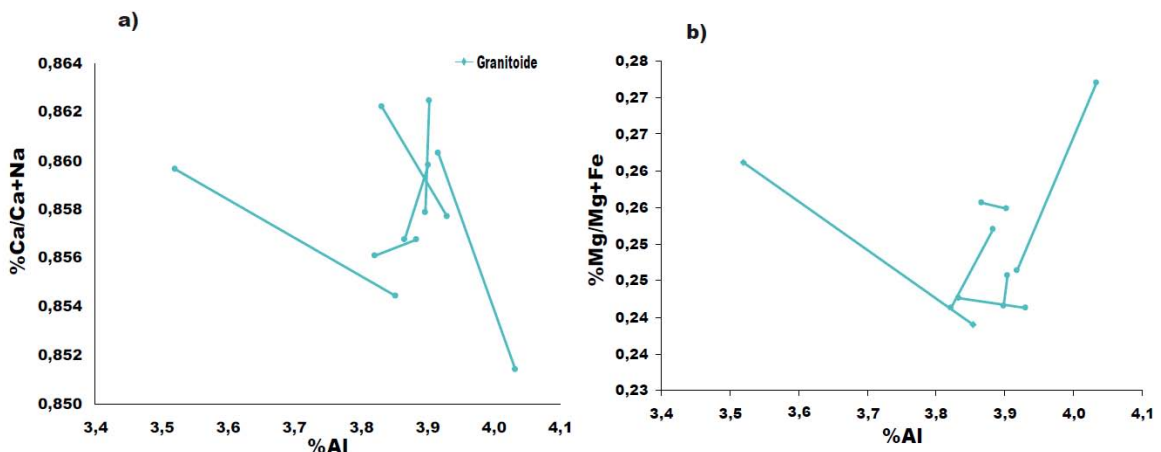 a)
%Ca/Ca+Na
0,864
0,862
0,860
0,858
0,856
0,854
0,852
0,850
3,4 3,5 3,6 3,7 3,8 3,9 4,0 4,1
%Al
Granitoide
b)
%Mg/Mg+Fe
0,28
0,27
0,27
0,26
0,26
0,25
0,25
0,24
0,24
0,23
3,4 3,5 3,6 3,7 3,8 3,9 4,0 4,1
%Al